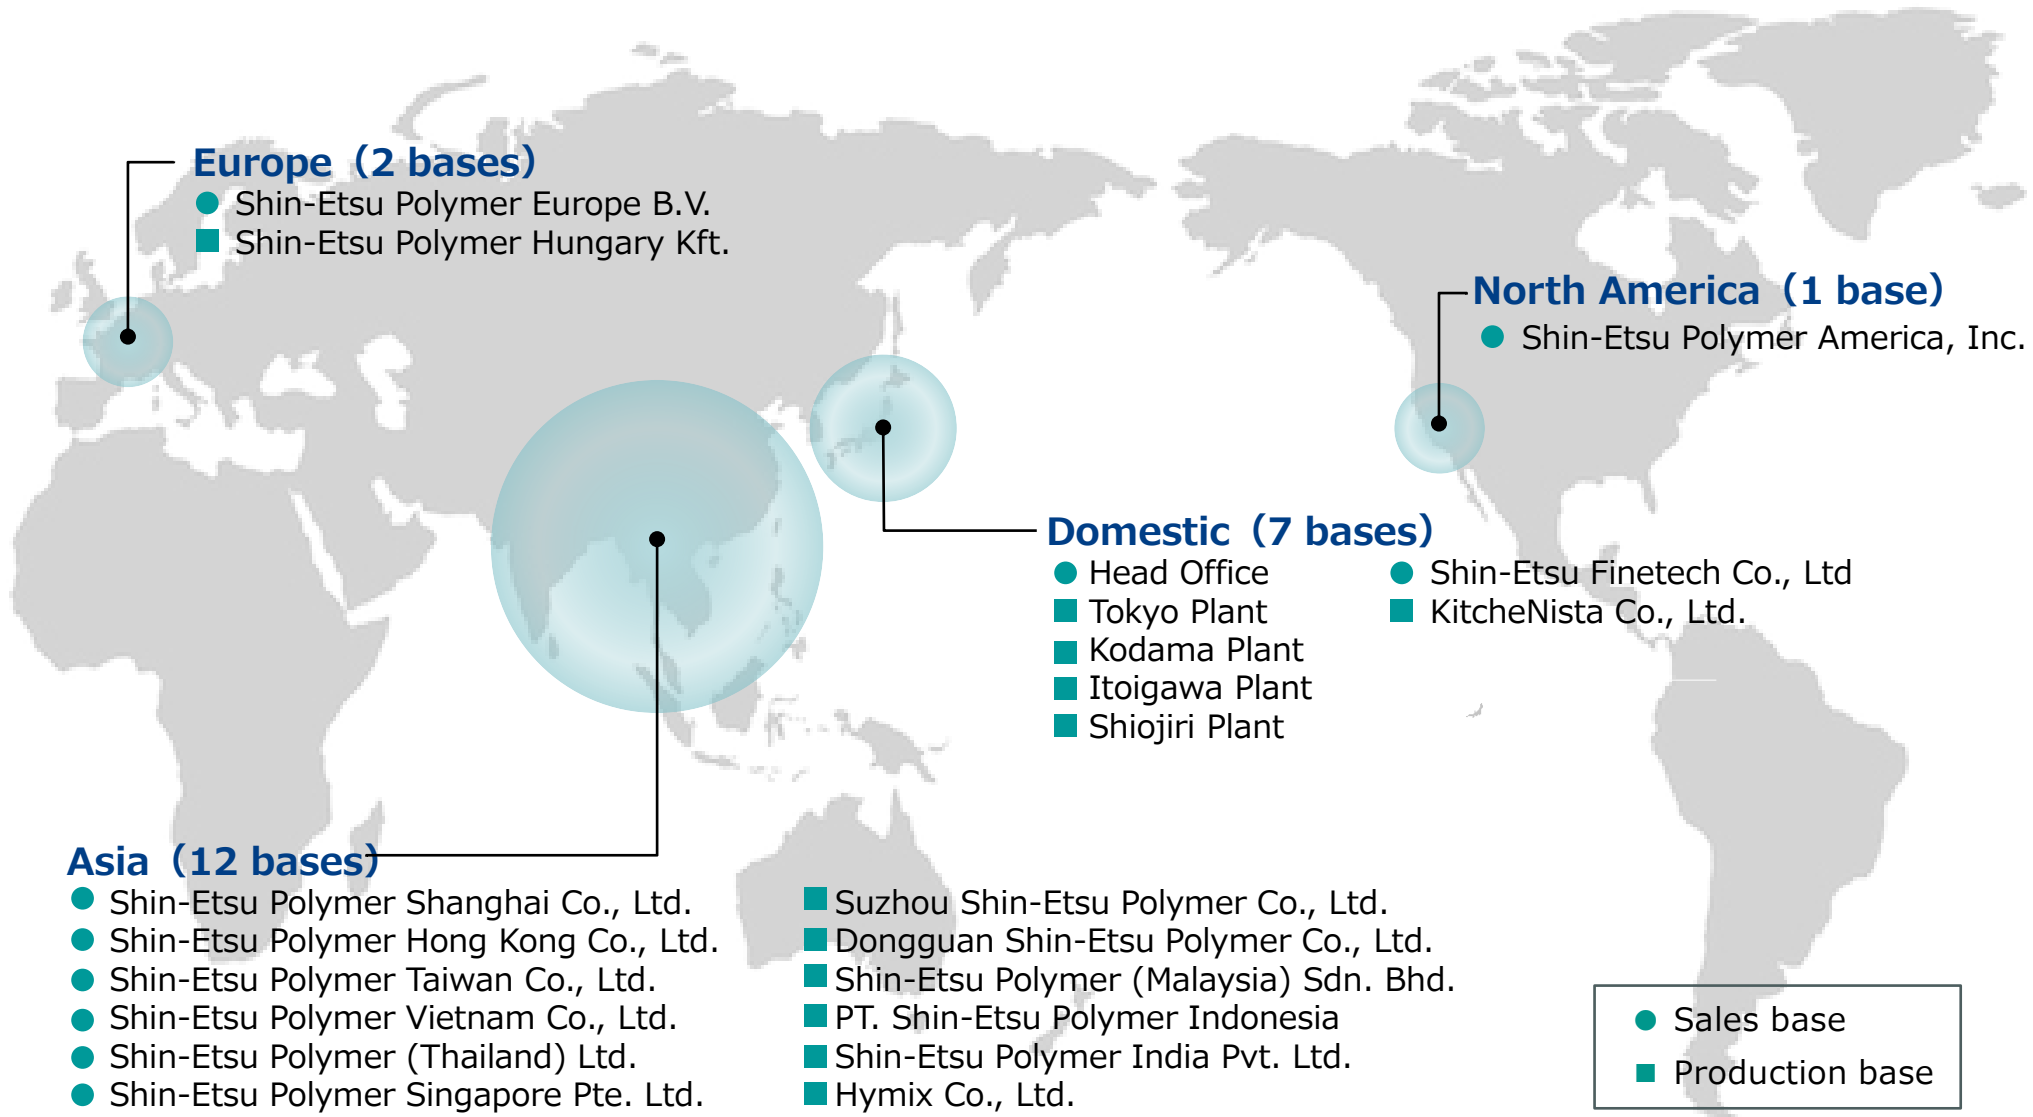 Europe（2 bases）
Shin-Etsu Polymer Europe B.V.
Shin-Etsu Polymer Hungary Kft.
North America（1 base）
Shin-Etsu Polymer America, Inc.
Domestic（7 bases）
Head Office
Tokyo Plant
Kodama Plant
Itoigawa Plant
Shiojiri Plant
Shin-Etsu Finetech Co., Ltd
KitcheNista Co., Ltd.
Asia（12 bases）
Shin-Etsu Polymer Shanghai Co., Ltd.
Shin-Etsu Polymer Hong Kong Co., Ltd.
Shin-Etsu Polymer Taiwan Co., Ltd.
Shin-Etsu Polymer Vietnam Co., Ltd.
Shin-Etsu Polymer (Thailand) Ltd.
Shin-Etsu Polymer Singapore Pte. Ltd.
Suzhou Shin-Etsu Polymer Co., Ltd.
Dongguan Shin-Etsu Polymer Co., Ltd.
Shin-Etsu Polymer (Malaysia) Sdn. Bhd.
PT. Shin-Etsu Polymer Indonesia
Shin-Etsu Polymer India Pvt. Ltd.
Hymix Co., Ltd.
Sales base
Production base